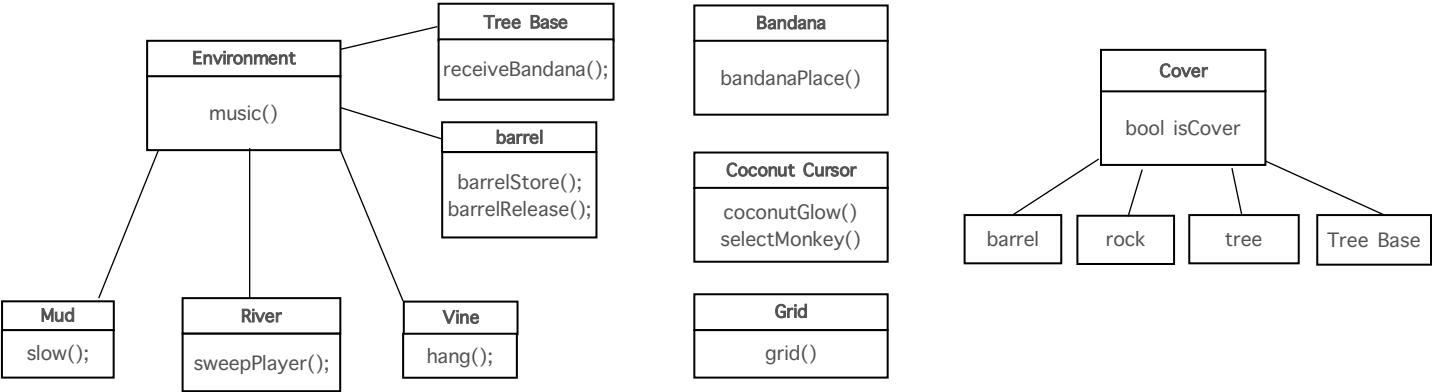 Environment
music()
Tree Base
receiveBandana();
barrel
barrelStore();
barrelRelease();
Mud
slow();
River
sweepPlayer();
Vine
hang();
Bandana
bandanaPlace()
Coconut Cursor
coconutGlow()
selectMonkey()
Grid
grid()
Cover
bool isCover
barrel
rock
tree
Tree Base